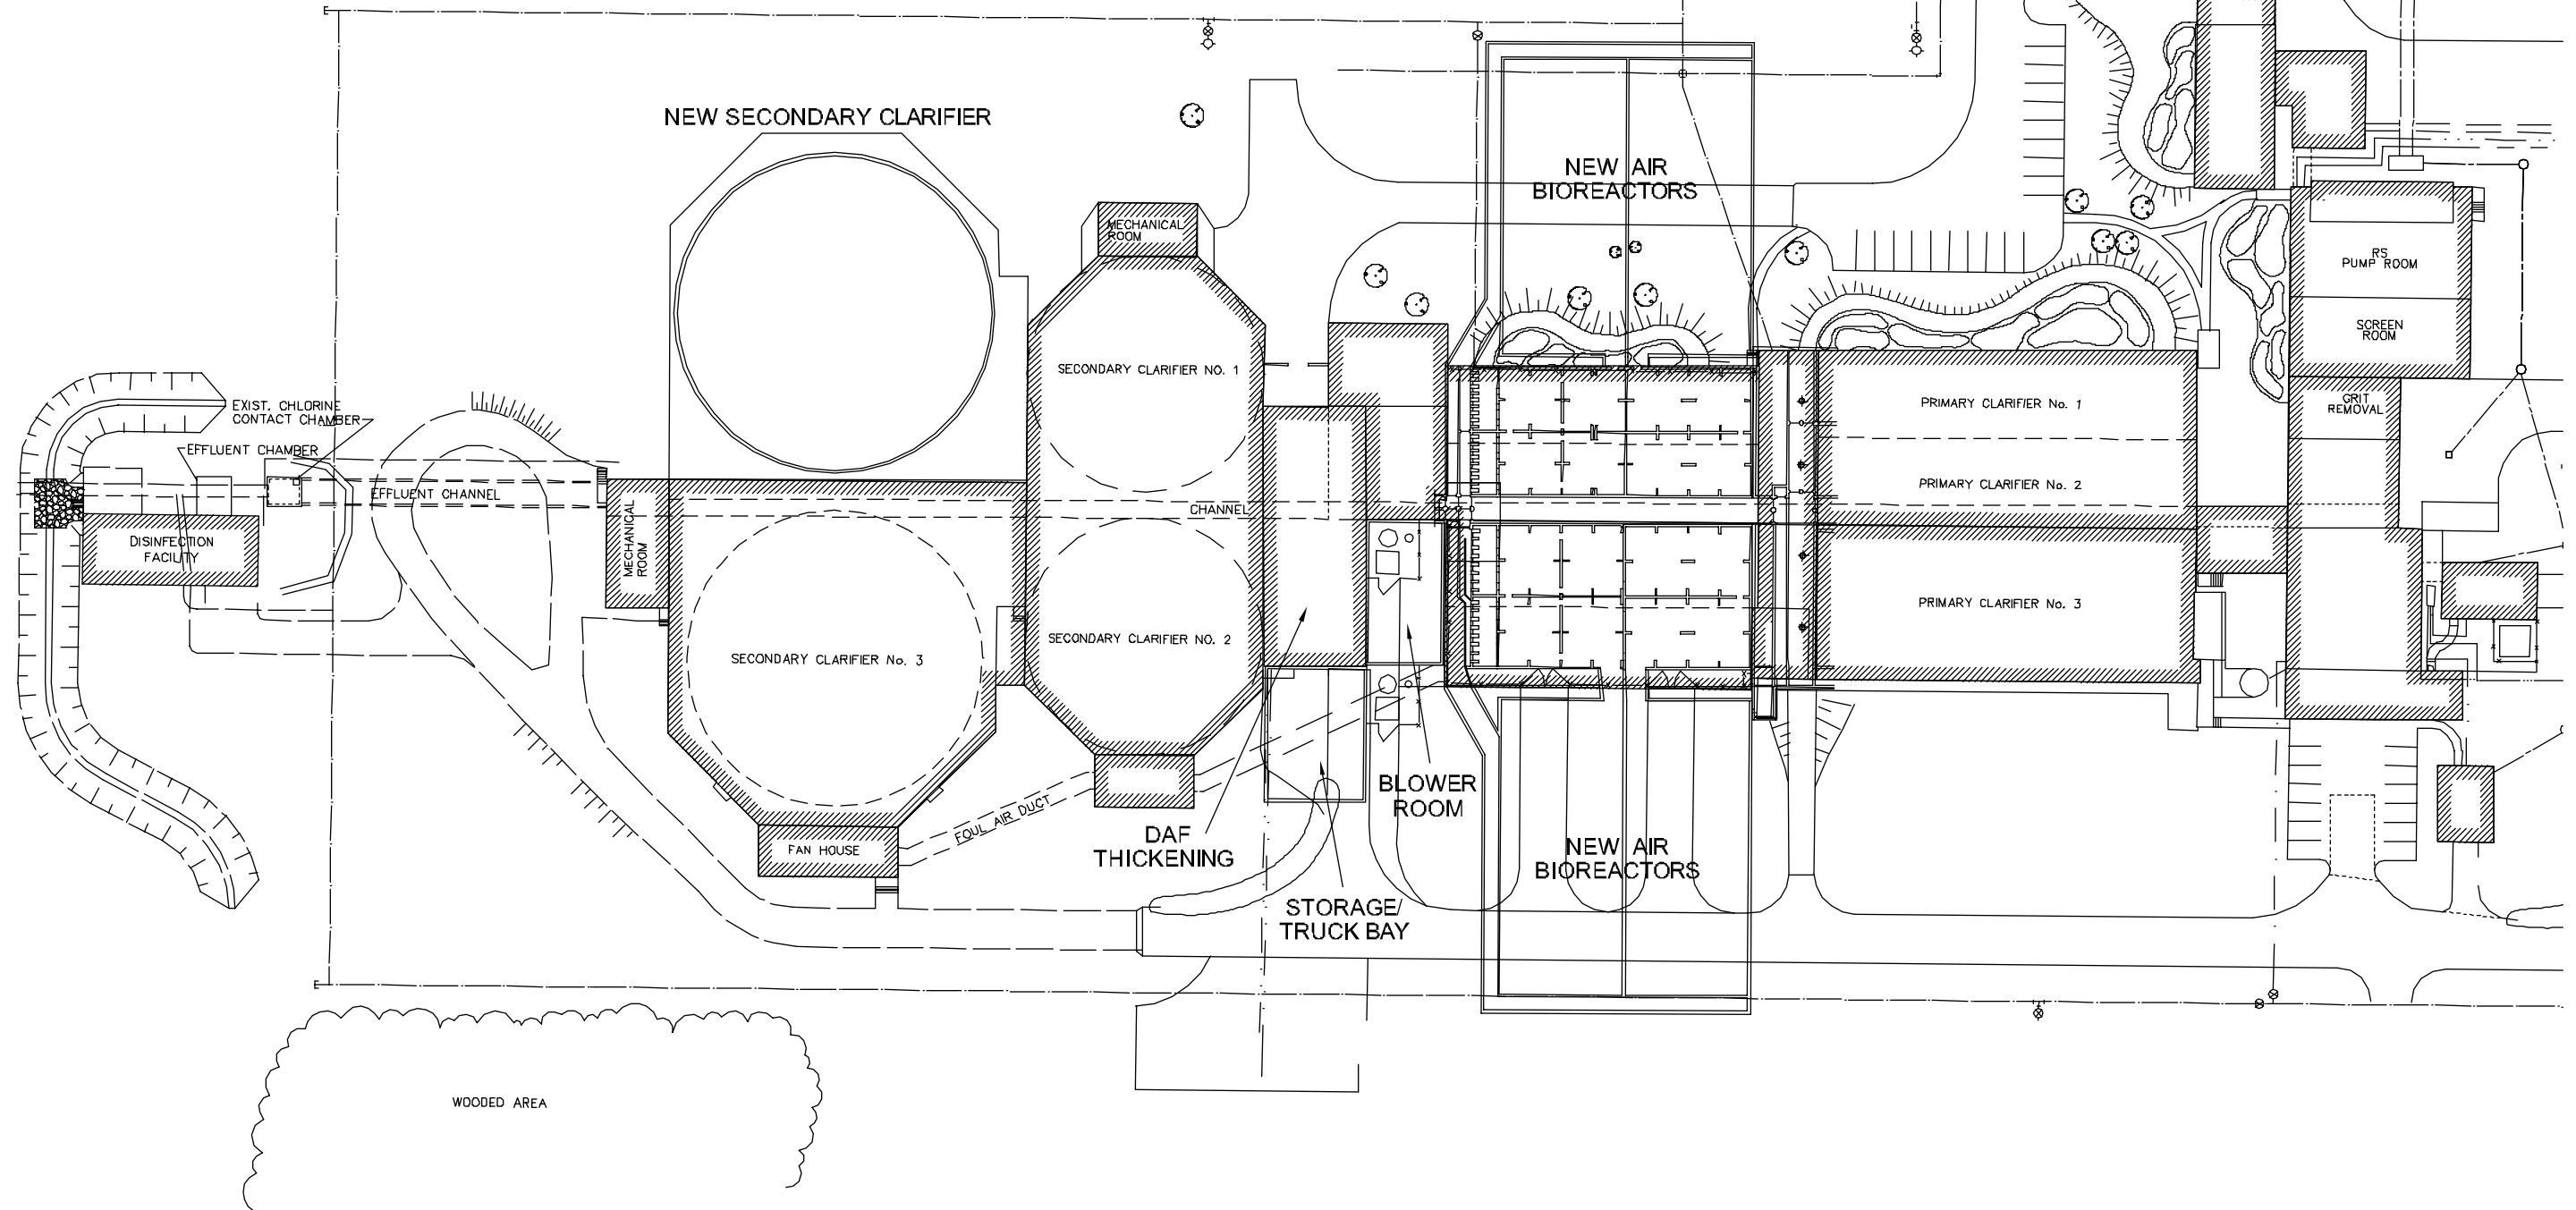 NEW SECONDARY CLARIFIER
NEW AIR
BIOREACTORS
MECHANICAL
ROOM
RS
PUMP ROOM
SCREEN
ROOM
SECONDARY CLARIFIER NO. 1
EXIST. CHLORINE
CONTACT CHAMBER
PRIMARY CLARIFIER No. 1
GRIT
REMOVAL
EFFLUENT CHAMBER
EFFLUENT CHANNEL
PRIMARY CLARIFIER No. 2
CHANNEL
DISINFECTION
FACILITY
MECHANICAL
ROOM
PRIMARY CLARIFIER No. 3
SECONDARY CLARIFIER NO. 2
SECONDARY CLARIFIER No. 3
BLOWER
ROOM
FOUL AIR DUCT
DAF
THICKENING
FAN HOUSE
NEW AIR
BIOREACTORS
STORAGE/
TRUCK BAY
WOODED AREA